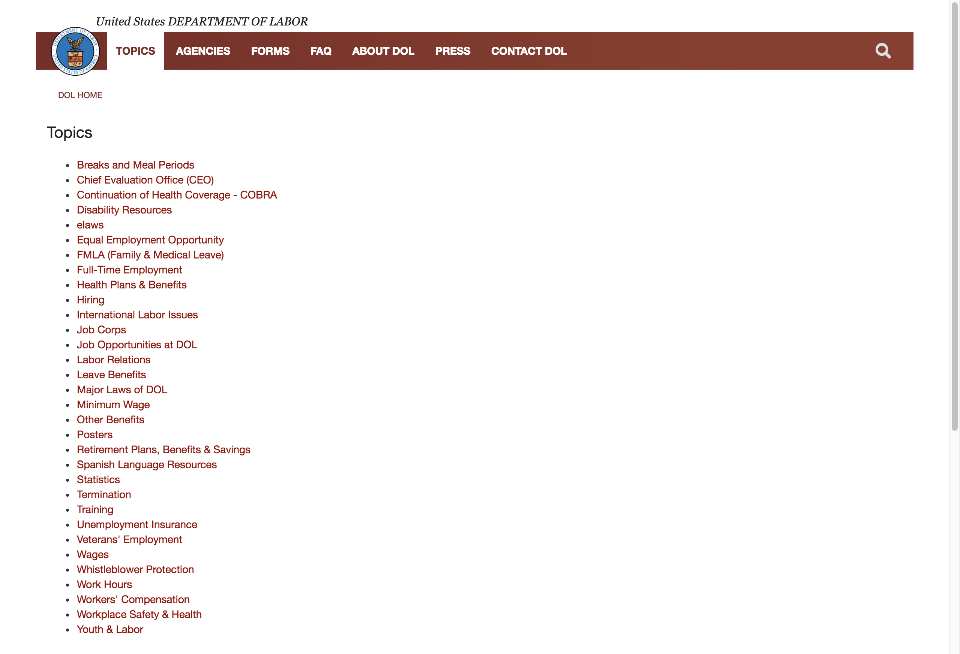 United States DEPARTMENT OF LABOR
TOPICS AGENCIES FORMS FAQ ABOUT DOL PRESS CONTACT DOL
DOL HOME
Topics
Breaks and Meal Periods
Chief Evaluation Office (CEO)
Continuation of Health Coverage - COBRA
Disability Resources
elaws
Equal Employment Opportunity
FMLA (Family & Medical Leave)
Full-Time Employment
Health Plans & Benefits
Hiring
International Labor Issues
Job Corps
Job Opportunities at DOL
Labor Relations
Leave Benefits
Major Laws of DOL
Minimum Wage
Other Benefits
Posters
Retirement Plans, Benefits & Savings
Spanish Language Resources
Statistics
Termination
Training
Unemployment Insurance
Veterans' Employment
Wages
Whistleblower Protection
Work Hours
Workers' Compensation
Workplace Safety & Health
Youth & Labor